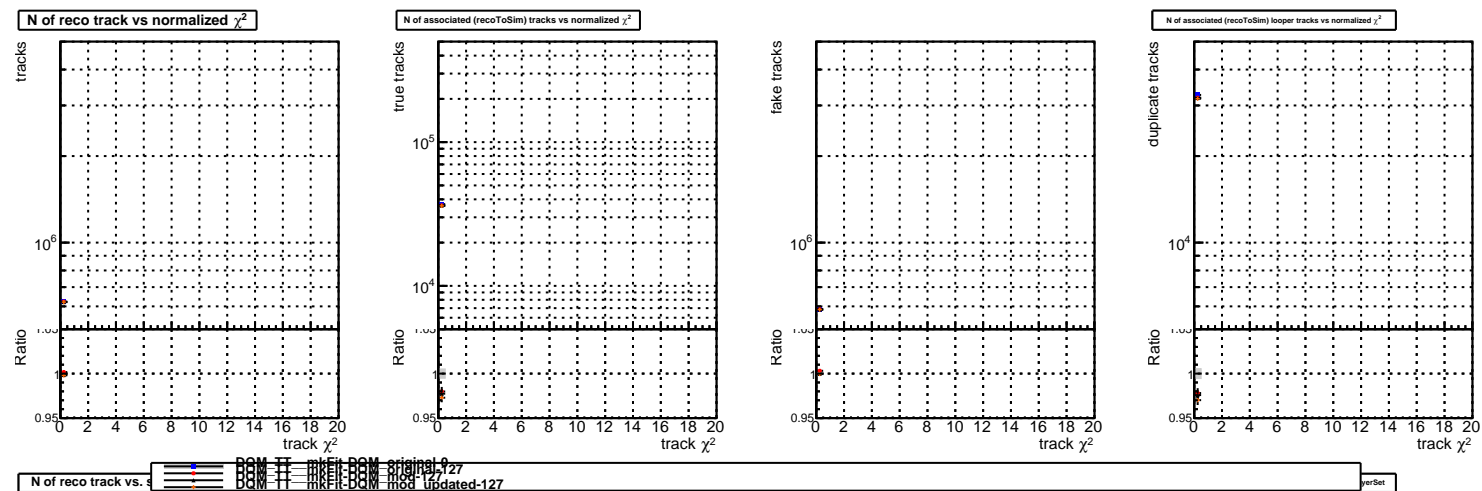 N of reco track vs normalized χ²
N of associated (recoToSim) tracks vs normalized χ²
N of associated (recoToSim) looper tracks vs normalized χ²
tracks
10⁶
Ratio
1
0.95
0 2 4 6 8 10 12 14 16 18 20
track χ²
true tracks
10⁵
10⁴
Ratio
1
0.95
0 2 4 6 8 10 12 14 16 18 20
track χ²
fake tracks
10⁶
Ratio
1
0.95
0 2 4 6 8 10 12 14 16 18 20
track χ²
duplicate tracks
10⁴
Ratio
1
0.95
0 2 4 6 8 10 12 14 16 18 20
track χ²
DQM_TT__mkFit-DQM_original-0
DQM_TT__mkFit-DQM_original-127
DQM_TT__mkFit-DQM_mod-127
DQM_TT__mkFit-DQM_mod_updated-127
N of reco track vs. s
yerSet